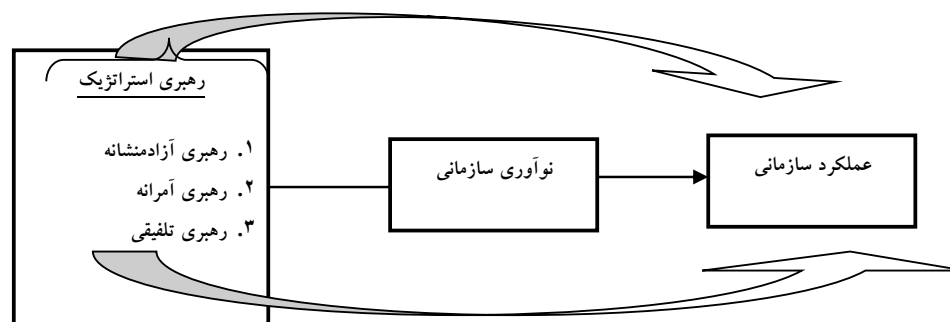 رهبری استراتژیک
۱. رهبری آزادمنشانه
۲. رهبری آمرانه
۳. رهبری تلفیقی
نوآوری سازمانی
عملکرد سازمانی